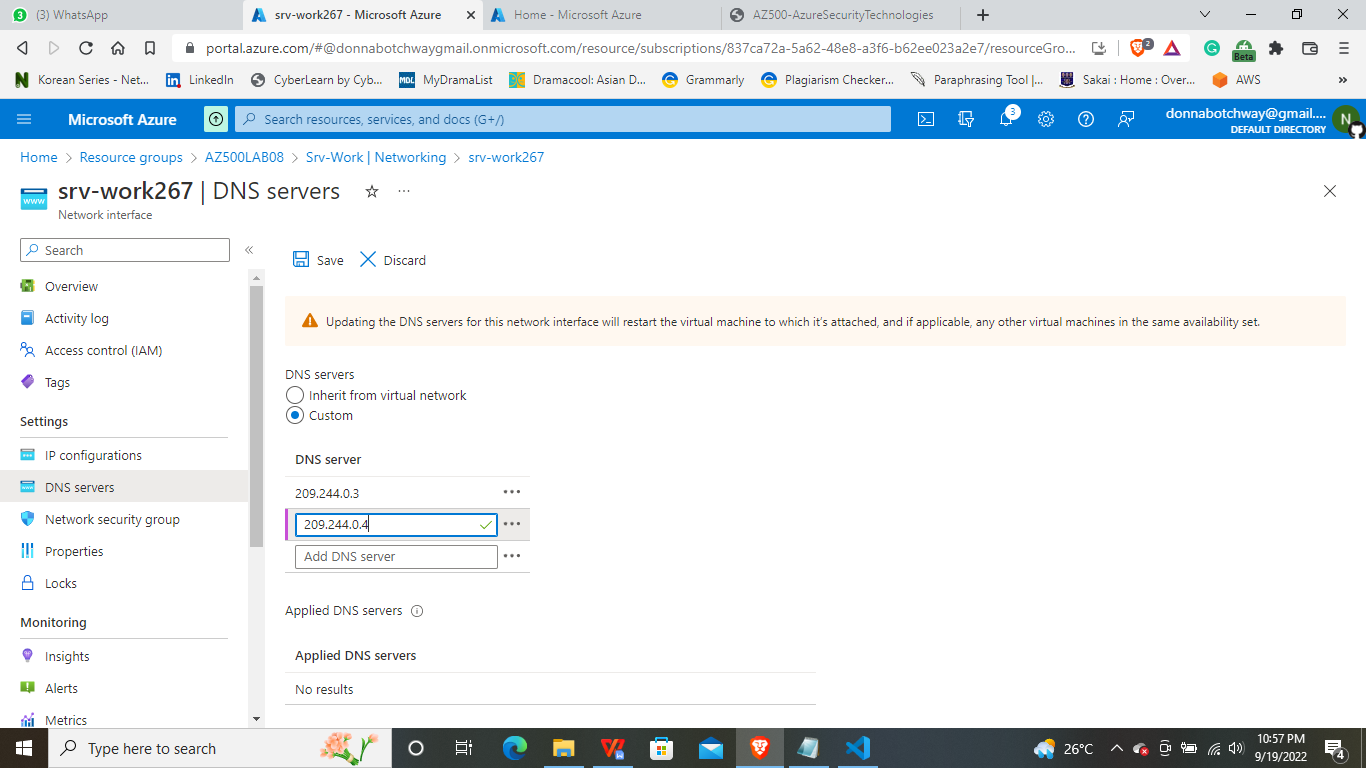 (3) WhatsApp
srv-work267 - Microsoft Azure
Home - Microsoft Azure
AZ500-AzureSecurityTechnologies
portal.azure.com/#@donnabotchwaygmail.onmicrosoft.com/resource/subscriptions/837ca72a-5a62-48e8-a3f6-b62ee023a2e7/resourceGro...
2
Beta
Korean Series - Net...
LinkedIn
CyberLearn by Cyb...
MDL MyDramaList
Dramacool: Asian D...
Grammarly
Plagiarism Checker...
Paraphrasing Tool |...
Sakai : Home : Over...
AWS
»
Microsoft Azure
Search resources, services, and docs (G+/)
3
donnabotchway@gmail....
DEFAULT DIRECTORY
N
Home > Resource groups > AZ500LAB08 > Srv-Work | Networking > srv-work267
srv-work267 | DNS servers
Network interface
Search
«
Overview
Activity log
Access control (IAM)
Tags
Settings
IP configurations
DNS servers
Network security group
Properties
Locks
Monitoring
Insights
Alerts
Metrics
Save
Discard
Updating the DNS servers for this network interface will restart the virtual machine to which it's attached, and if applicable, any other virtual machines in the same availability set.
DNS servers
Inherit from virtual network
Custom
DNS server
209.244.0.3
209.244.0.4
Add DNS server
Applied DNS servers
Applied DNS servers
No results
Type here to search
26°C
10:57 PM
9/19/2022
4